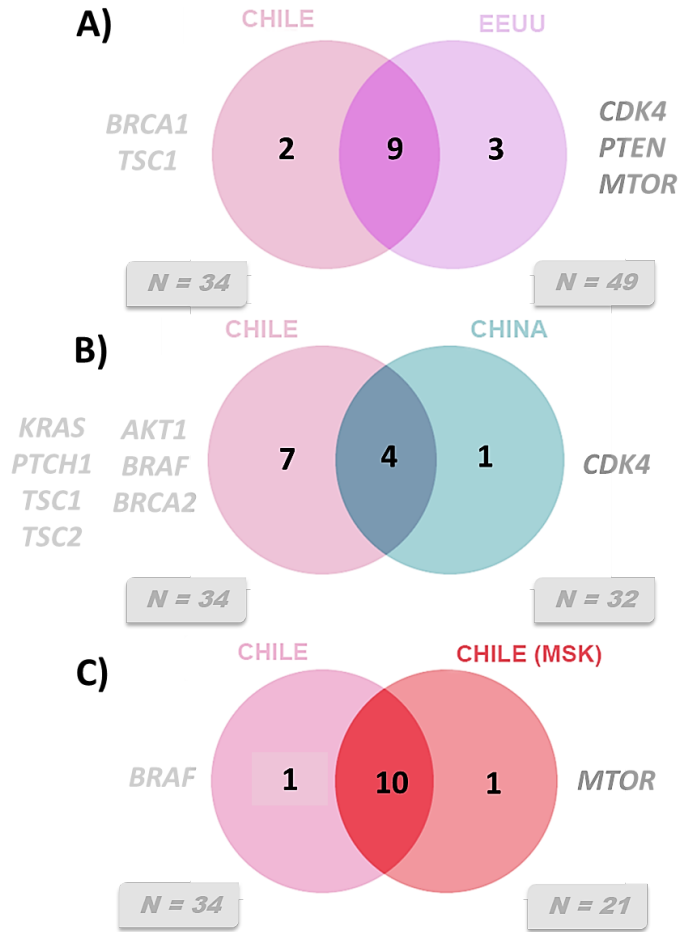 A)
CHILE
EEUU
BRCA1
TSC1
2
9
3
CDK4
PTEN
MTOR
N = 34
N = 49
B)
CHILE
CHINA
KRAS
PTCH1
TSC1
TSC2
AKT1
BRAF
BRCA2
7
4
1
CDK4
N = 34
N = 32
C)
CHILE
CHILE (MSK)
BRAF
1
10
1
MTOR
N = 34
N = 21